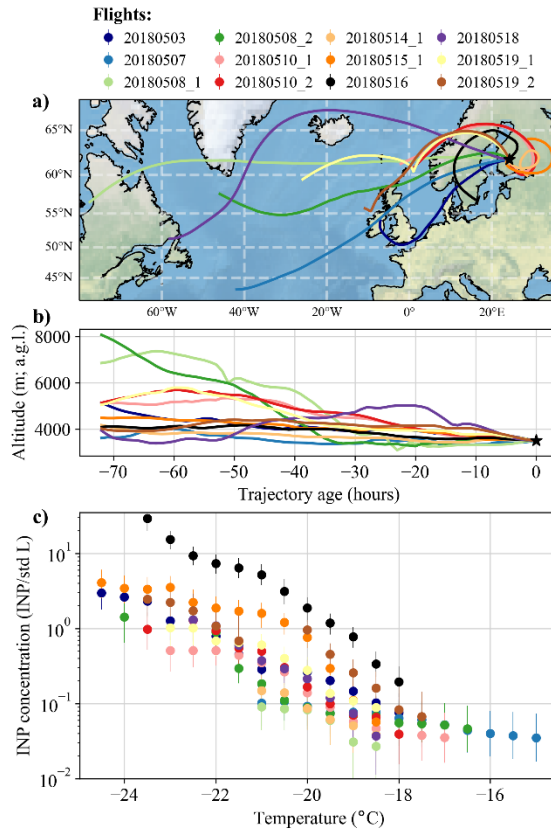 Flights:
20180503 20180508_2 20180514_1 20180518
20180507 20180510_1 20180515_1 20180519_1
20180508_1 20180510_2 20180516 20180519_2
a)
65°N
60°N
55°N
50°N
45°N
60°W 40°W 20°W 0° 20°E
b)
8000
6000
4000
Altitude (m; a.g.l.)
−70 −60 −50 −40 −30 −20 −10 0
Trajectory age (hours)
c)
10¹
10⁰
10⁻¹
10⁻²
INP concentration (INP/std L)
−24 −22 −20 −18 −16
Temperature (°C)